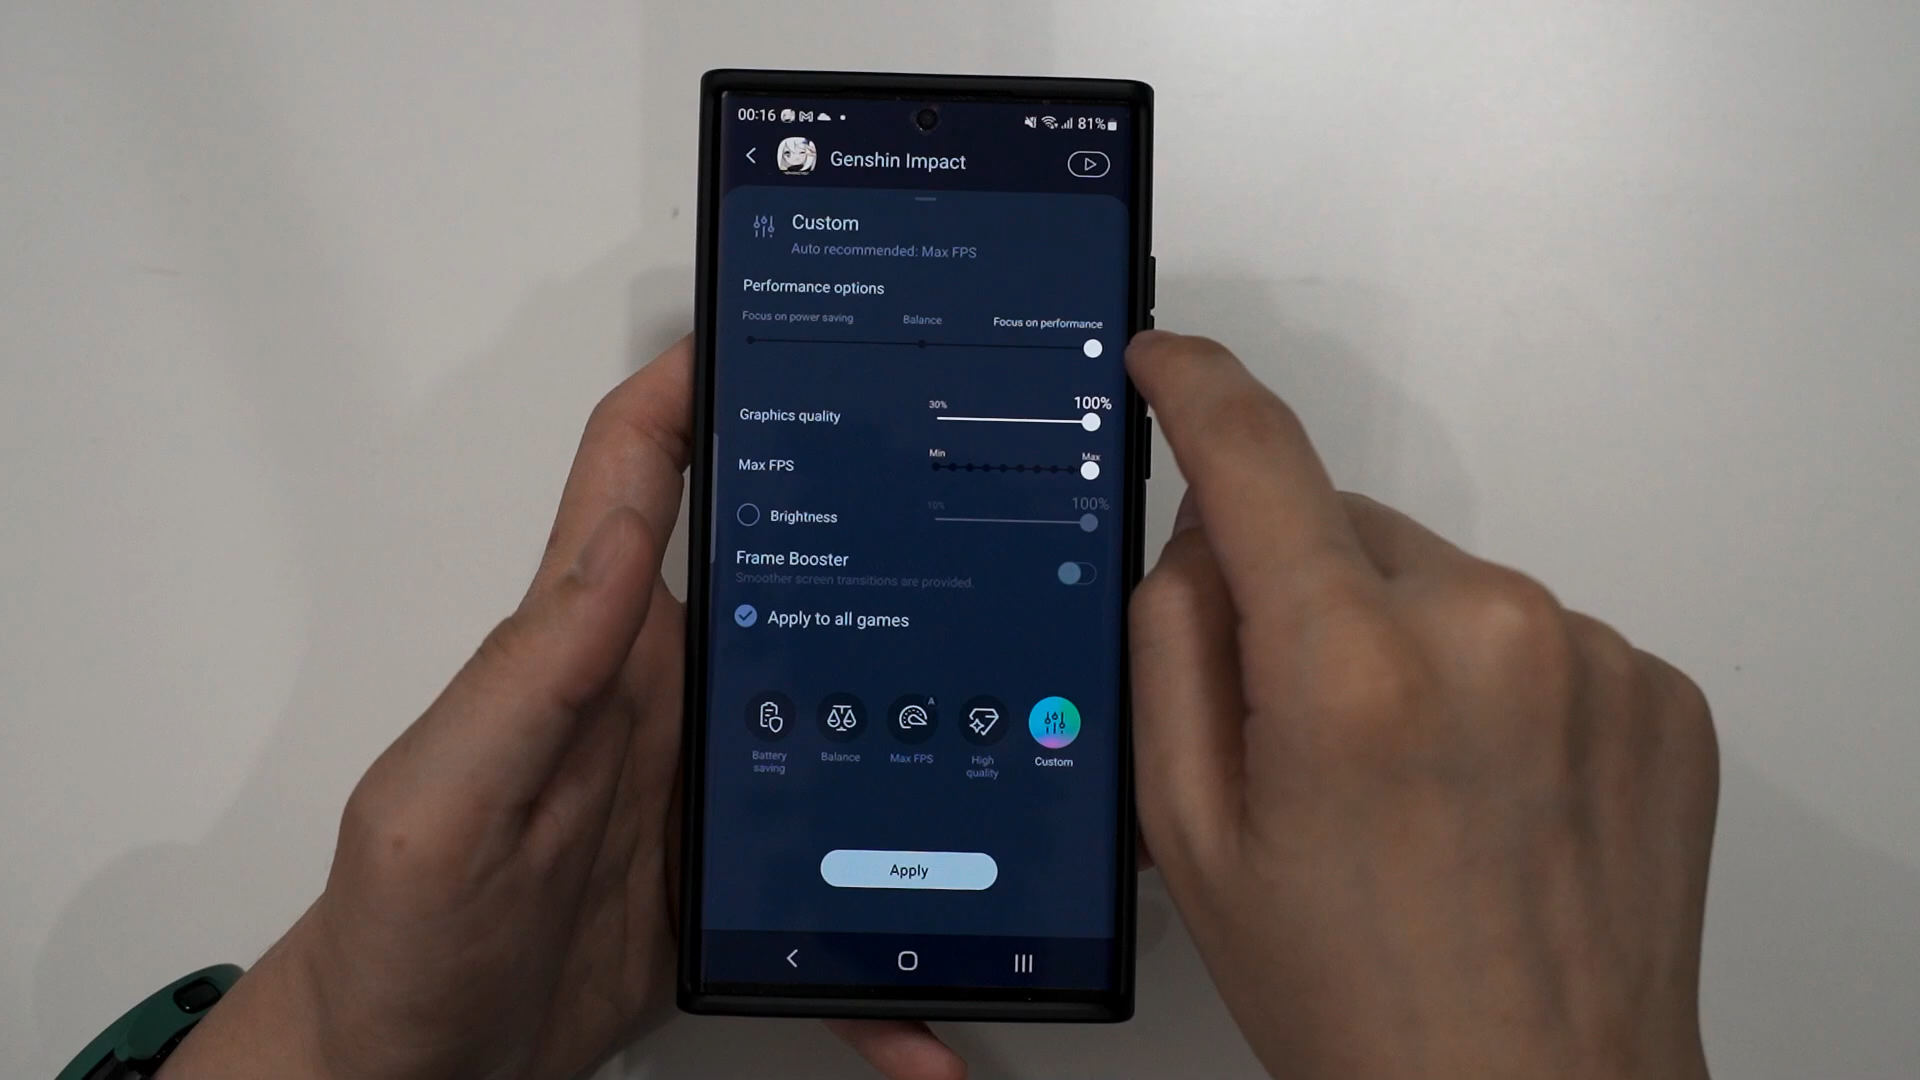 00:16
81%
Genshin Impact
Custom
Auto recommended: Max FPS
Performance options
Focus on power saving Balance Focus on performance
30% 100%
Graphics quality
Min Max
Max FPS
10% 100%
Brightness
Frame Booster
Smoother screen transitions are provided.
Apply to all games
A
Battery saving
Balance
Max FPS
High quality
Custom
Apply